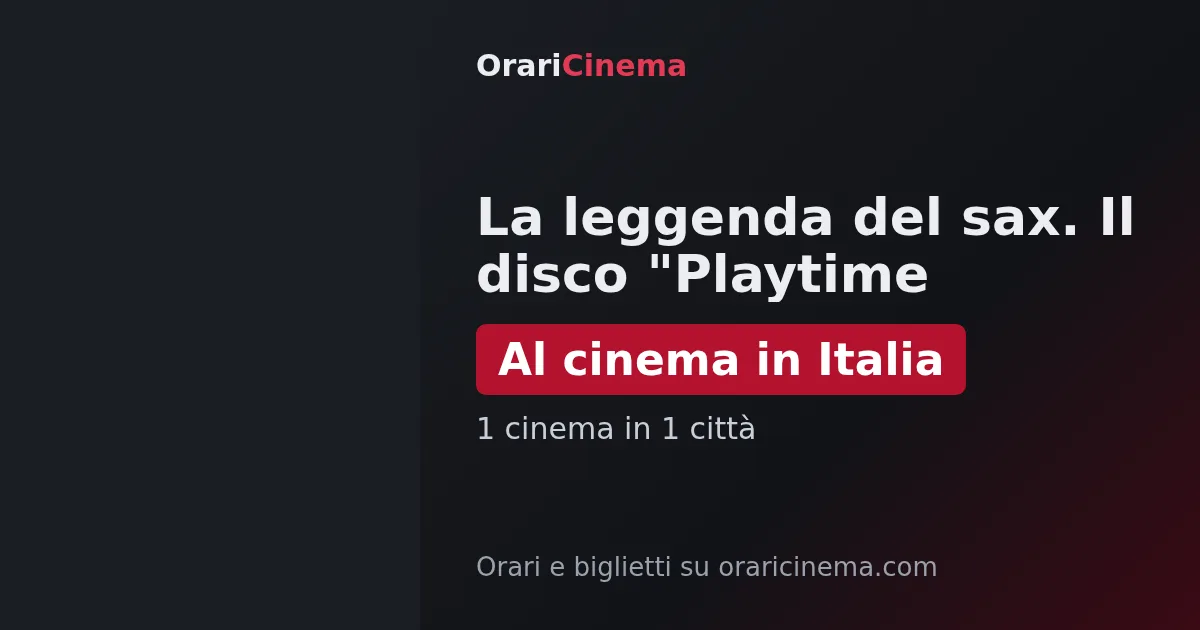 OrariCinema
La leggenda del sax. Il
disco "Playtime
Al cinema in Italia
1 cinema in 1 città
Orari e biglietti su oraricinema.com